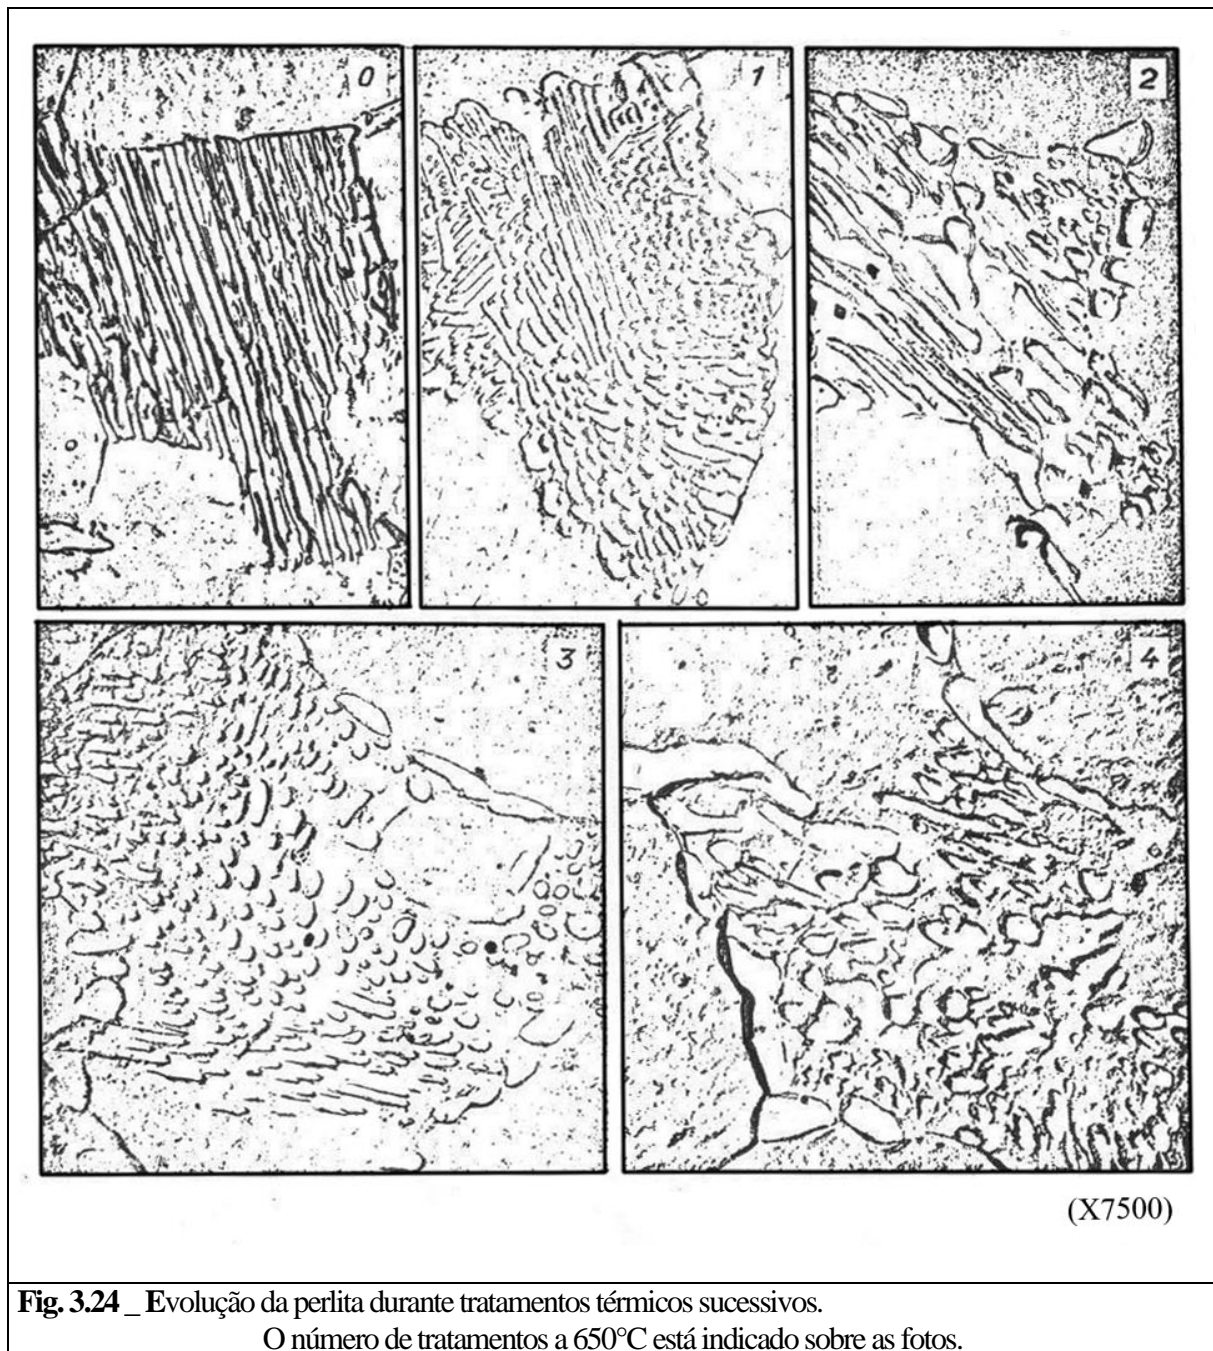 0
1
2
3
4
(X7500)
Fig. 3.24 _ Evolução da perlita durante tratamentos térmicos sucessivos.
O número de tratamentos a 650°C está indicado sobre as fotos.